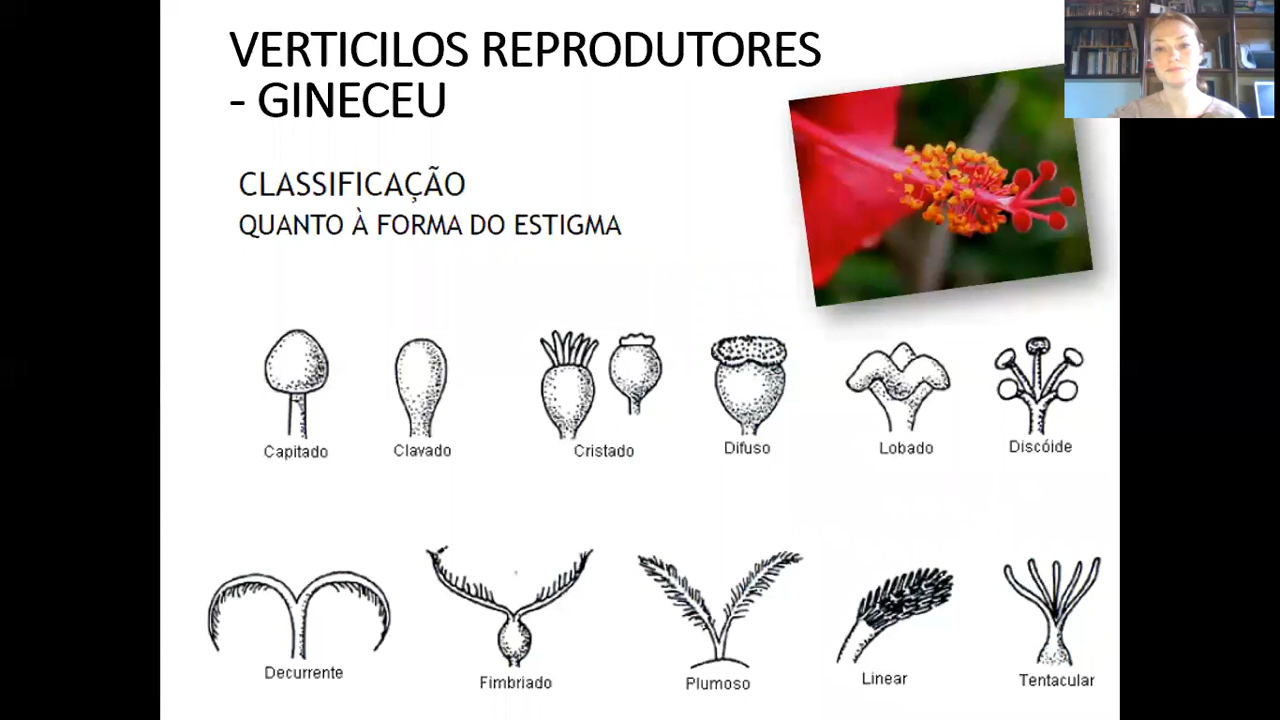 VERTICILOS REPRODUTORES
- GINECEU
CLASSIFICAÇÃO
QUANTO À FORMA DO ESTIGMA
Capitado
Clavado
Cristado
Difuso
Lobado
Discóide
Decurrente
Fimbriado
Plumoso
Linear
Tentacular